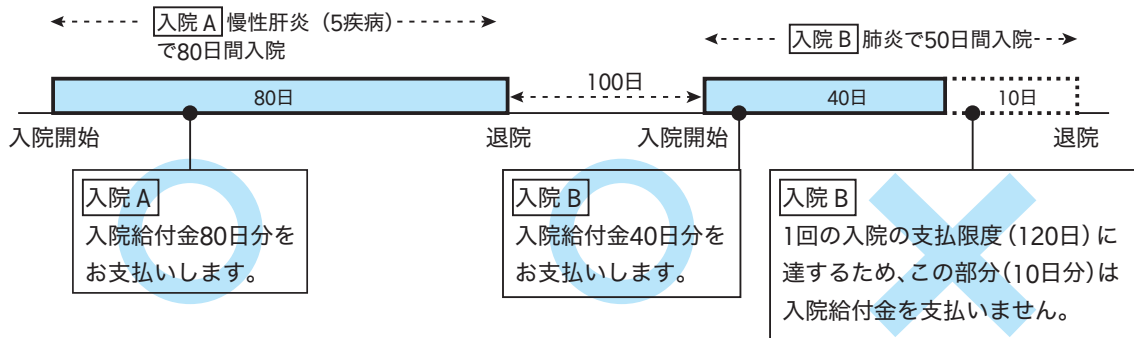 入院 A 慢性肝炎（5疾病）
で80日間入院
入院 B 肺炎で50日間入院
80日
100日
40日
10日
入院開始
退院
入院開始
退院
入院 A
入院給付金80日分を
お支払いします。
入院 B
入院給付金40日分を
お支払いします。
入院 B
1回の入院の支払限度（120日）に
達するため、この部分（10日分）は
入院給付金を支払いません。